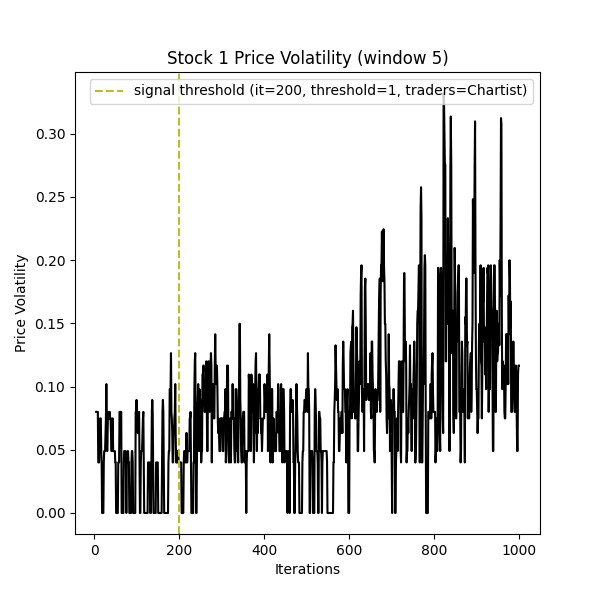 Stock 1 Price Volatility (window 5)
signal threshold (it=200, threshold=1, traders=Chartist)
Price Volatility
0.30
0.25
0.20
0.15
0.10
0.05
0.00
0 200 400 600 800 1000
Iterations